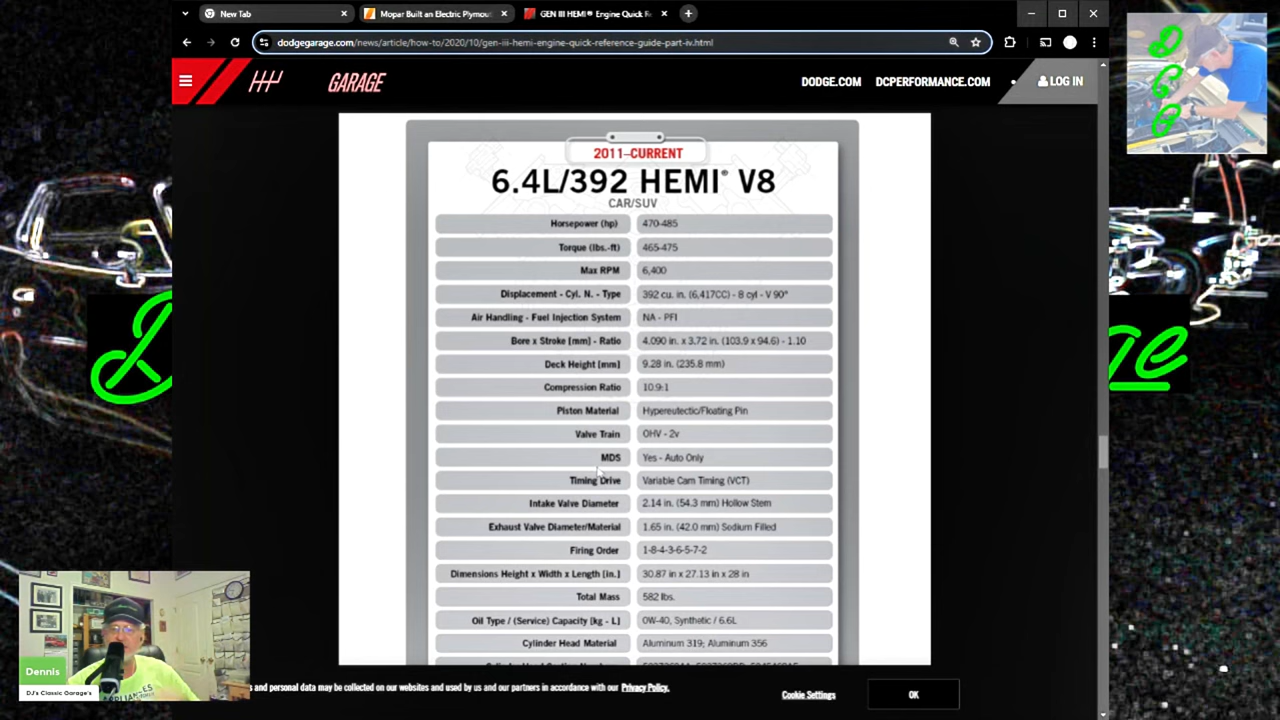 New Tab
Mopar Built an Electric Plymou
GEN III HEMI® Engine Quick R
dodgegarage.com/news/article/how-to/2020/10/gen-iii-hemi-engine-quick-reference-guide-part-iv.html
GARAGE
DODGE.COM
DCPERFORMANCE.COM
LOG IN
DGA
2011–CURRENT
6.4L/392 HEMI® V8
CAR/SUV
Horsepower (hp) 470-485
Torque (lbs.-ft) 465-475
Max RPM 6,400
Displacement - Cyl. N. - Type 392 cu. in. (6,417CC) - 8 cyl - V 90°
Air Handling - Fuel Injection System NA - PFI
Bore x Stroke [mm] - Ratio 4.090 in. x 3.72 in. (103.9 x 94.6) - 1.10
Deck Height [mm] 9.28 in. (235.8 mm)
Compression Ratio 10.9:1
Piston Material Hypereutectic/Floating Pin
Valve Train OHV - 2v
MDS Yes - Auto Only
Timing Drive Variable Cam Timing (VCT)
Intake Valve Diameter 2.14 in. (54.3 mm) Hollow Stem
Exhaust Valve Diameter/Material 1.65 in. (42.0 mm) Sodium Filled
Firing Order 1-8-4-3-6-5-7-2
Dimensions Height x Width x Length [in.] 30.87 in x 27.13 in x 28 in
Total Mass 582 lbs.
Oil Type / (Service) Capacity [kg - L] 0W-40, Synthetic / 6.6L
Cylinder Head Material Aluminum 319; Aluminum 356
s and personal data may be collected on our websites and used by us and our partners in accordance with our Privacy Policy.
Cookie Settings
OK
Dennis
DJ's Classic Garage's